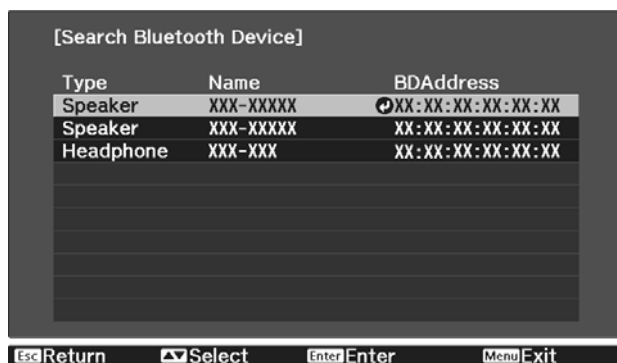 [Search Bluetooth Device]
Type Name BDAddress
Speaker XXX-XXXXX XX:XX:XX:XX:XX:XX
Speaker XXX-XXXXX XX:XX:XX:XX:XX:XX
Headphone XXX-XXX XX:XX:XX:XX:XX:XX
Esc Return Select Enter Enter Menu Exit